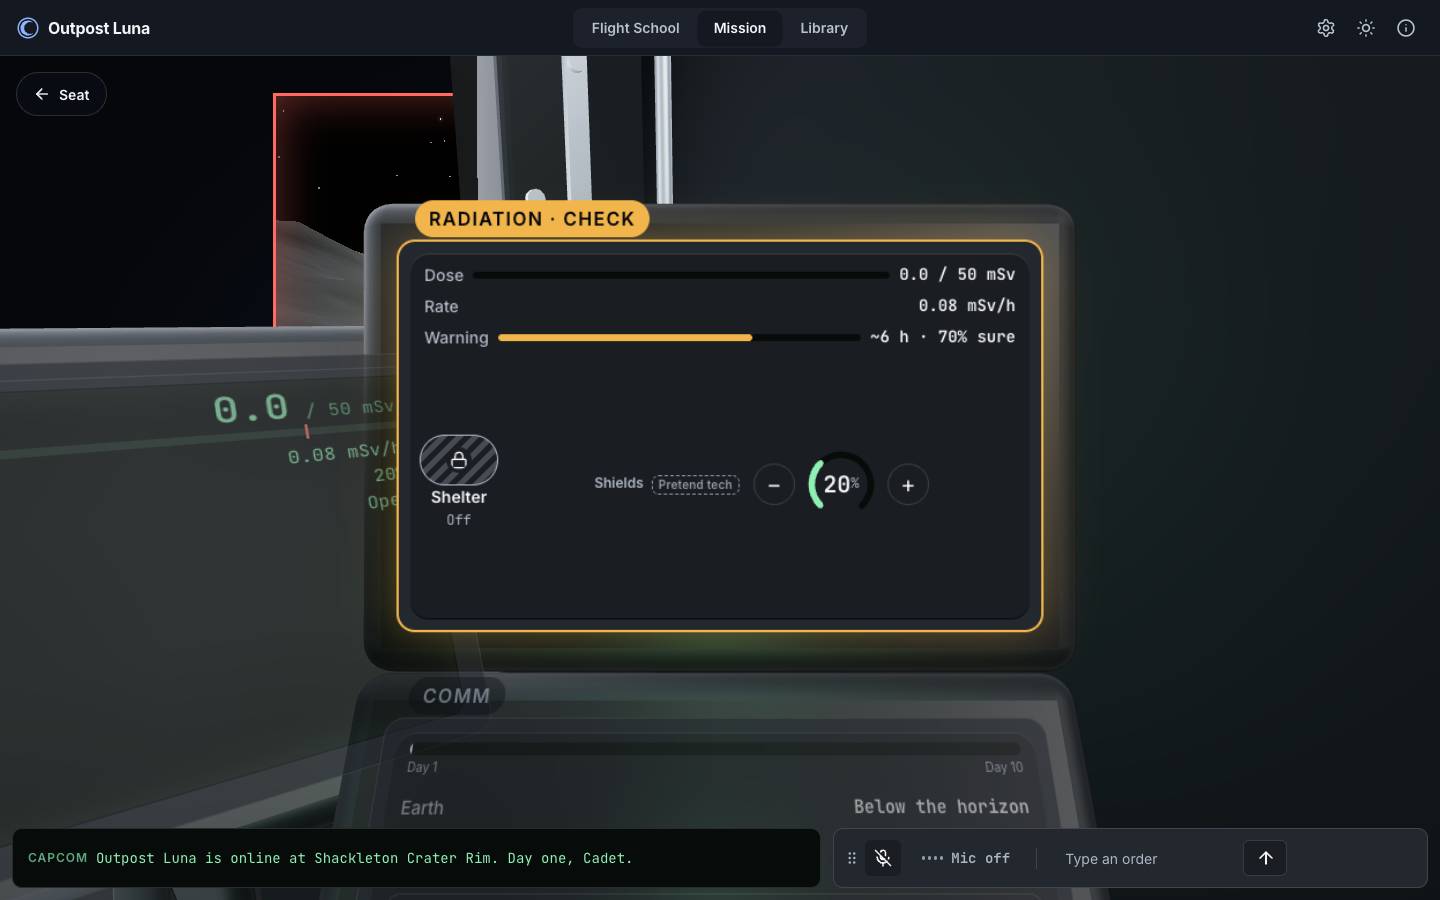 Outpost Luna
Flight School Mission Library
Seat
RADIATION · CHECK
Dose 0.0 / 50 mSv
Rate 0.08 mSv/h
Warning ~6 h · 70% sure
0.0 / 50 mSv
0.08 mSv/h
20
Ope
Shields Pretend tech − 20% +
Shelter
Off
COMM
Day 1 Day 10
Earth Below the horizon
CAPCOM Outpost Luna is online at Shackleton Crater Rim. Day one, Cadet.
Mic off Type an order